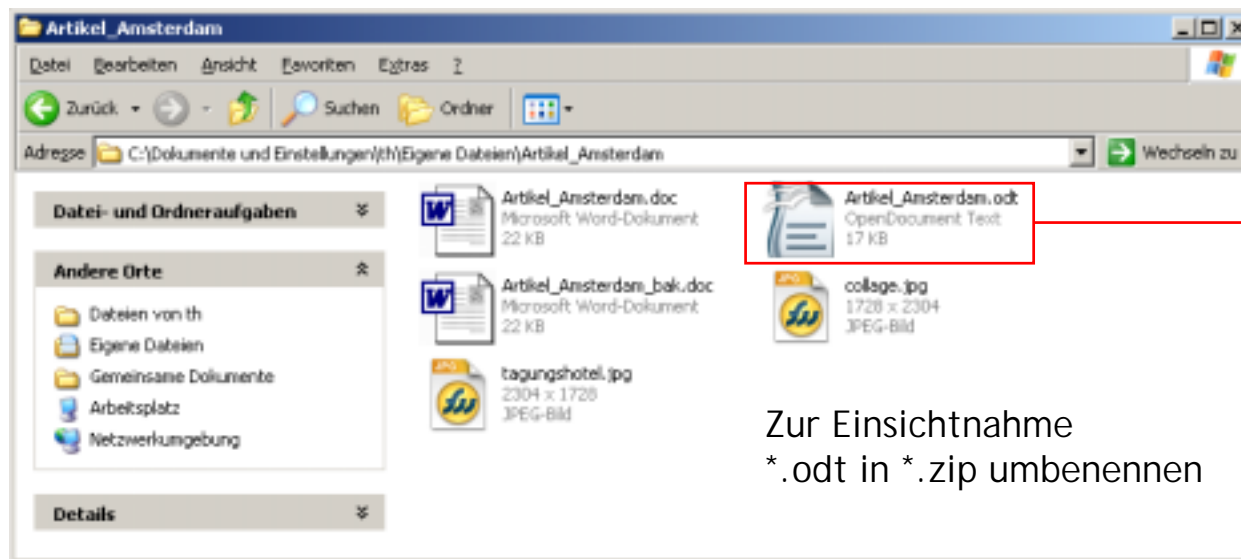 Artikel_Amsterdam
Datei Bearbeiten Ansicht Favoriten Extras ?
Zurück Suchen Ordner
Adresse C:\Dokumente und Einstellungen\th\Eigene Dateien\Artikel_Amsterdam Wechseln zu
Datei- und Ordneraufgaben
Andere Orte
Dateien von th
Eigene Dateien
Gemeinsame Dokumente
Arbeitsplatz
Netzwerkumgebung
Details
Artikel_Amsterdam.doc
Microsoft Word-Dokument
22 KB
Artikel_Amsterdam.odt
OpenDocument Text
17 KB
Artikel_Amsterdam_bak.doc
Microsoft Word-Dokument
22 KB
collage.jpg
1728 x 2304
JPEG-Bild
tagungshotel.jpg
2304 x 1728
JPEG-Bild
Zur Einsichtnahme
*.odt in *.zip umbenennen